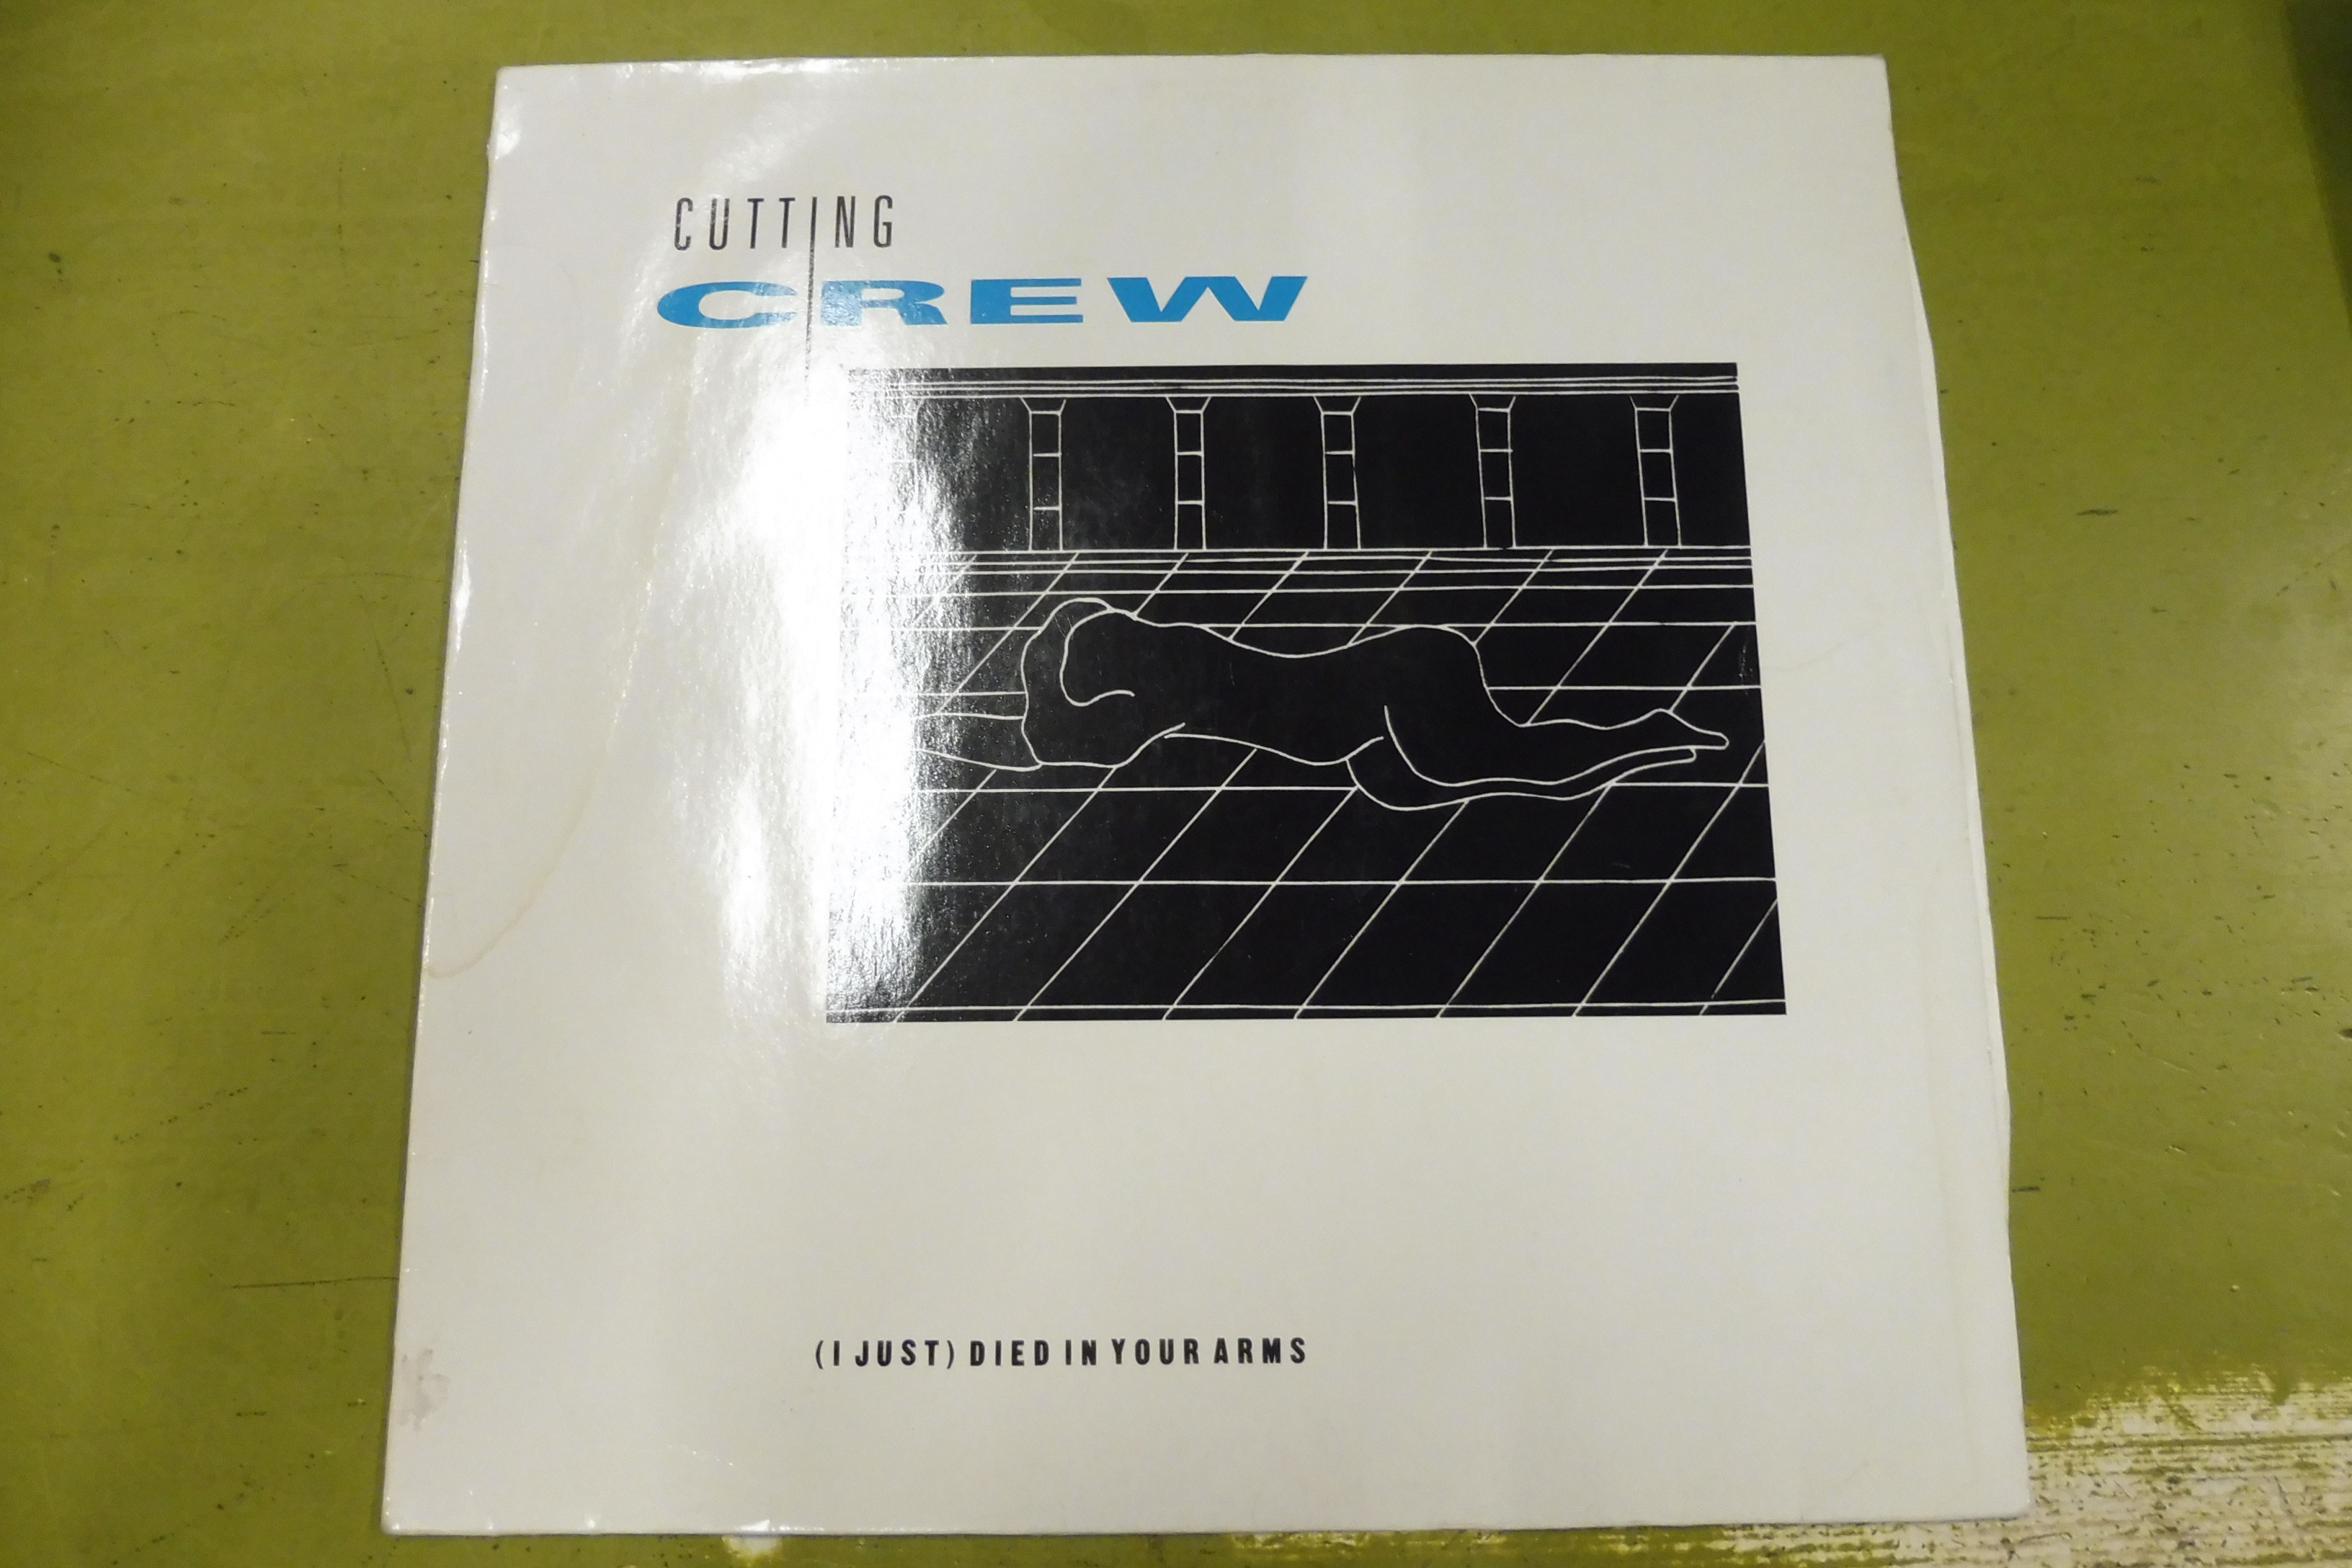 CUTTING
CREW
(I JUST) DIED IN YOUR ARMS